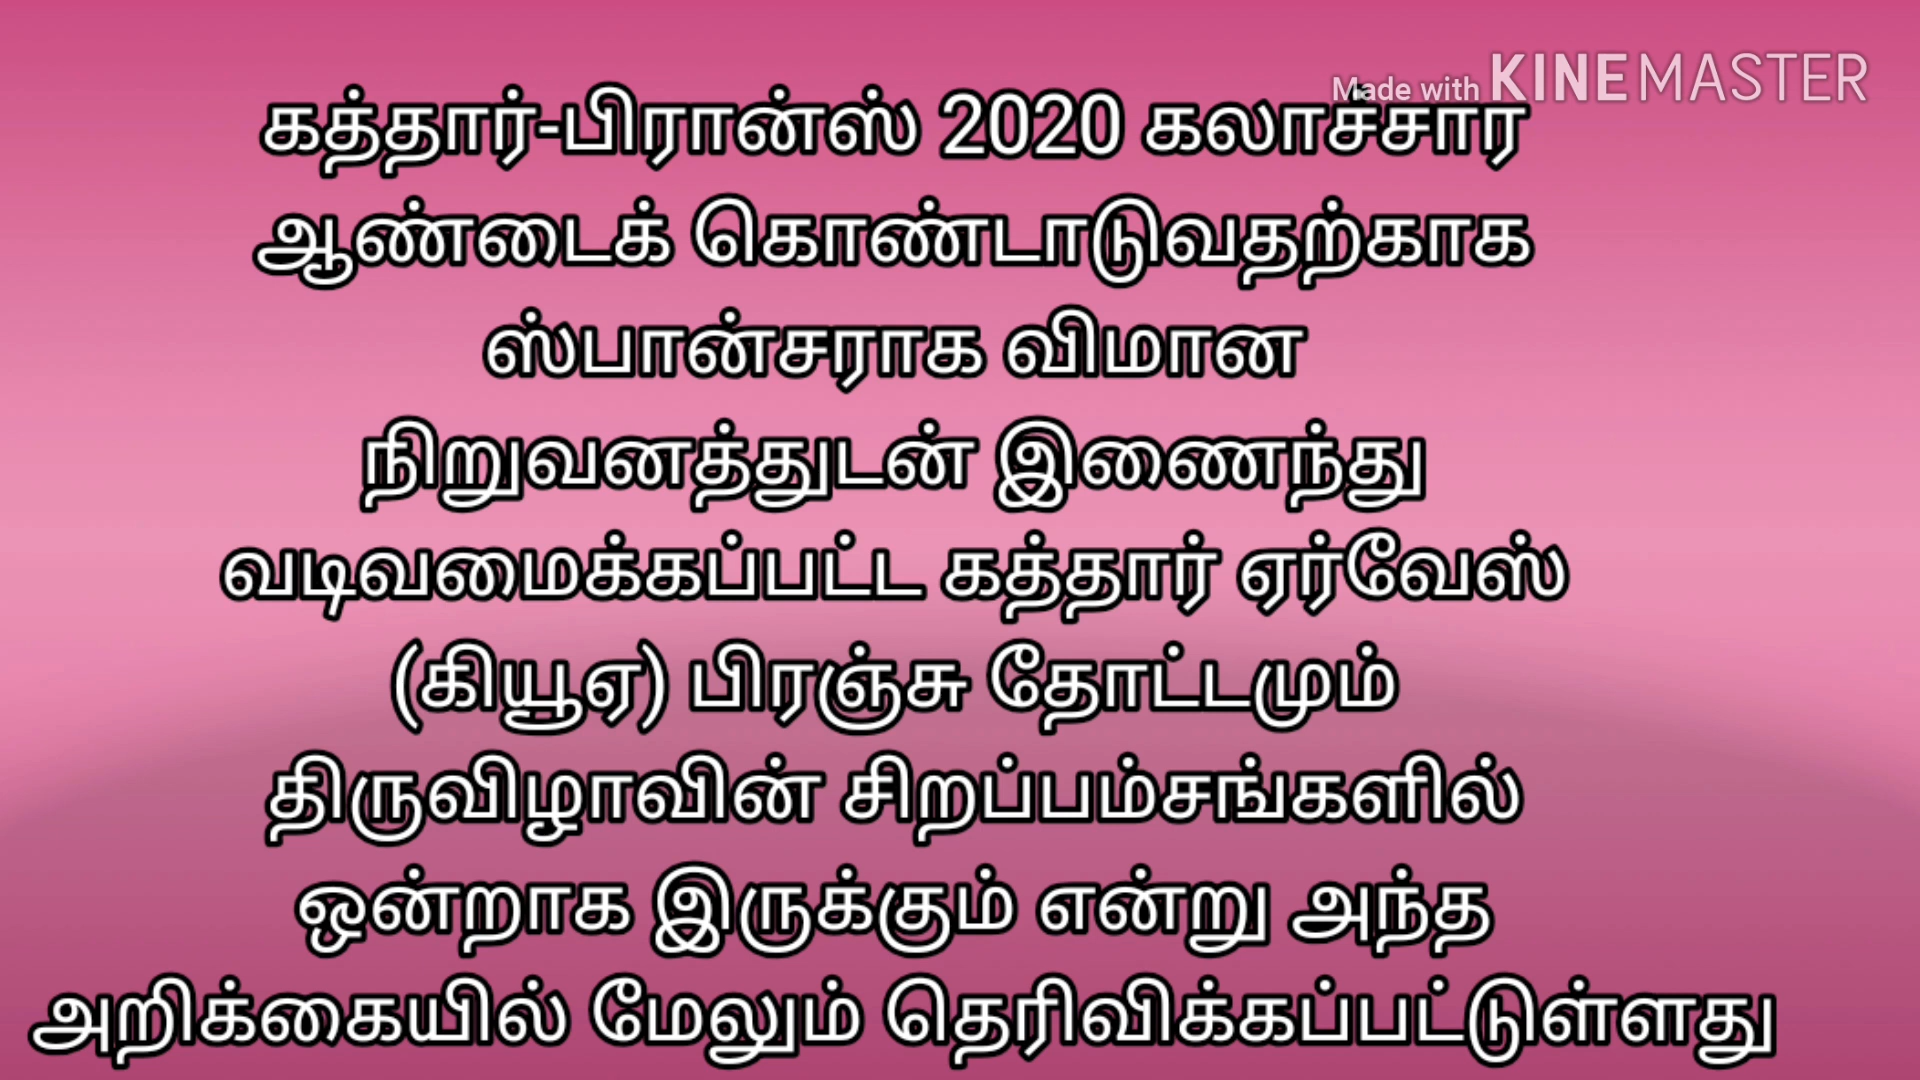 Made with KINEMASTER
கத்தார்-பிரான்ஸ் 2020 கலாச்சார
ஆண்டைக் கொண்டாடுவதற்காக
ஸ்பான்சராக விமான
நிறுவனத்துடன் இணைந்து
வடிவமைக்கப்பட்ட கத்தார் ஏர்வேஸ்
(கியூஏ) பிரஞ்சு தோட்டமும்
திருவிழாவின் சிறப்பம்சங்களில்
ஒன்றாக இருக்கும் என்று அந்த
அறிக்கையில் மேலும் தெரிவிக்கப்பட்டுள்ளது